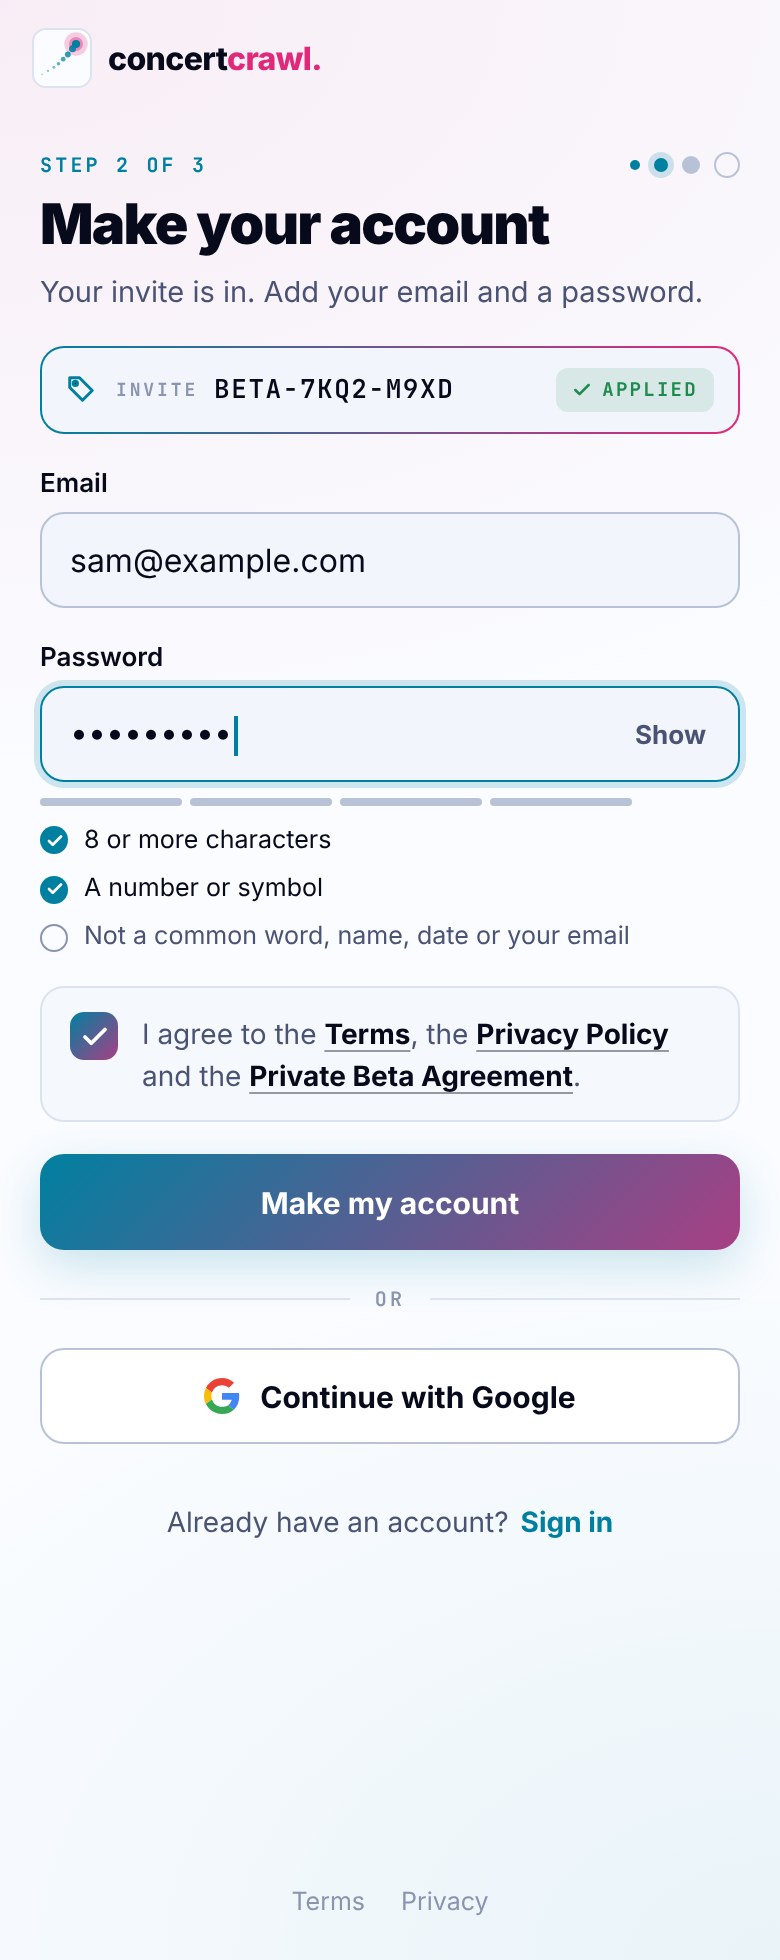 concertcrawl.
STEP 2 OF 3
Make your account
Your invite is in. Add your email and a password.
INVITE BETA-7KQ2-M9XD APPLIED
Email
sam@example.com
Password
••••••••• Show
8 or more characters
A number or symbol
Not a common word, name, date or your email
I agree to the Terms, the Privacy Policy
and the Private Beta Agreement.
Make my account
OR
Continue with Google
Already have an account? Sign in
Terms Privacy